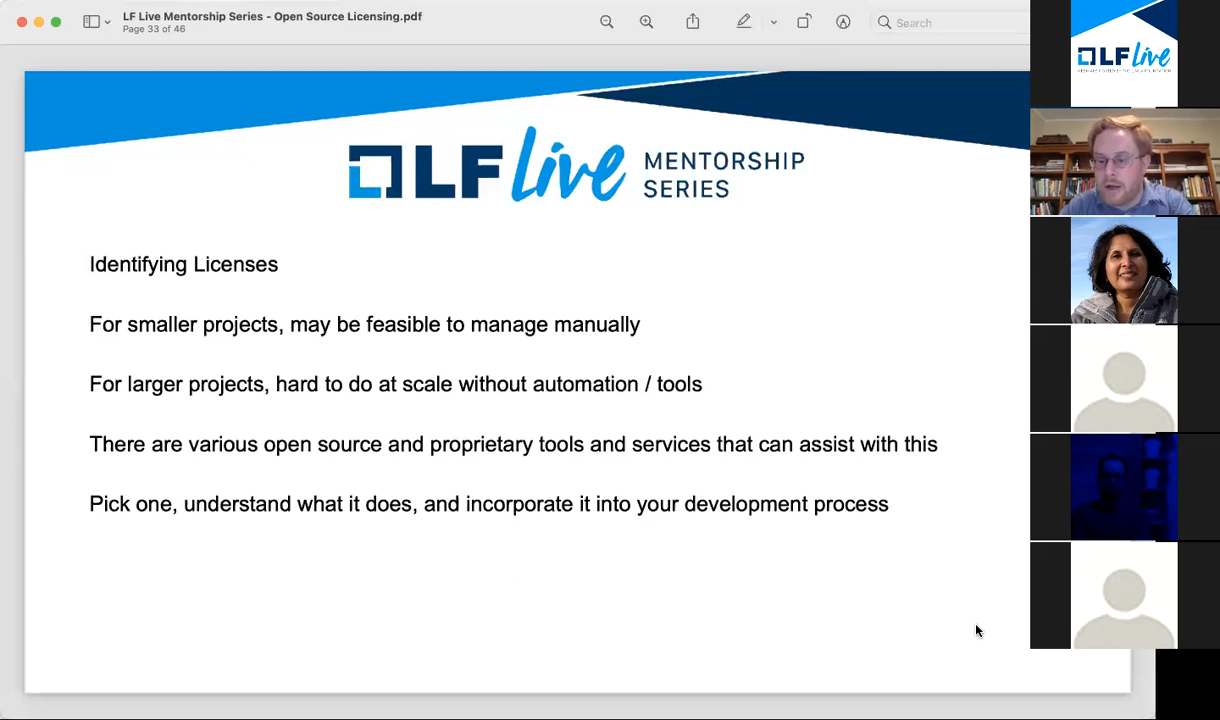 LF Live Mentorship Series - Open Source Licensing.pdf
Page 33 of 46
Search
LF Live
LF Live MENTORSHIP
SERIES
Identifying Licenses
For smaller projects, may be feasible to manage manually
For larger projects, hard to do at scale without automation / tools
There are various open source and proprietary tools and services that can assist with this
Pick one, understand what it does, and incorporate it into your development process